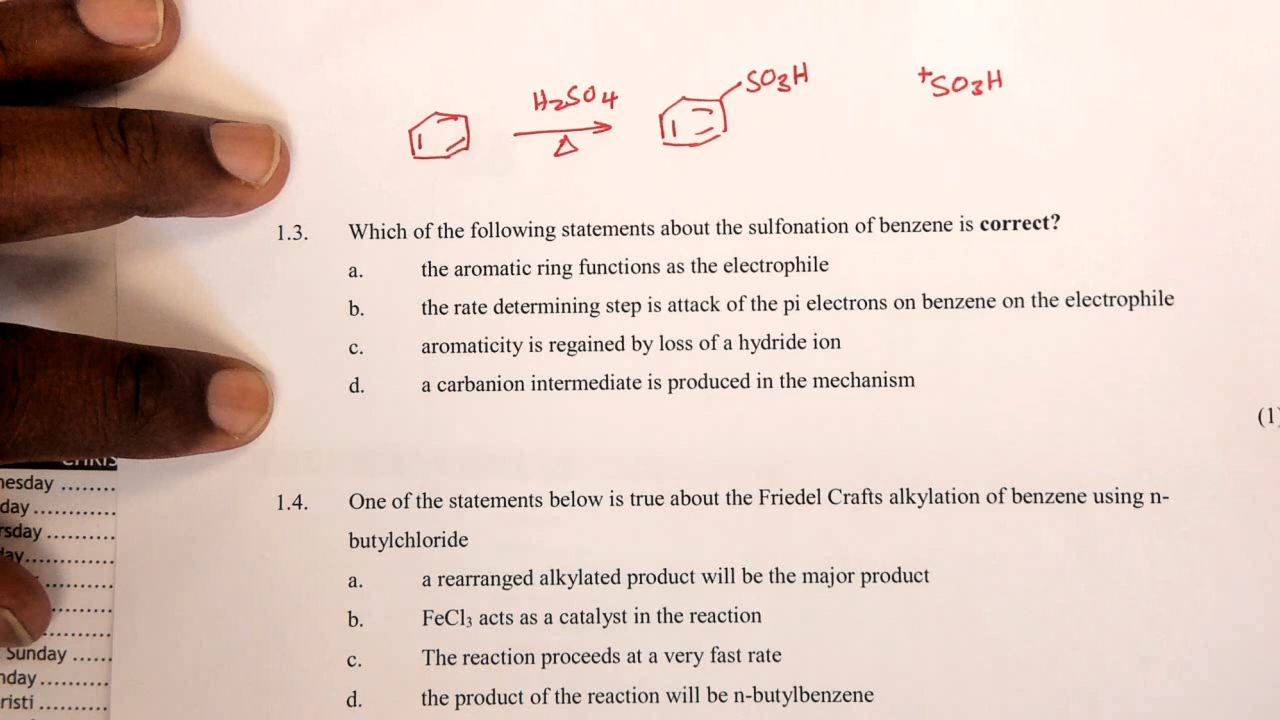 H₂SO₄
Δ
SO₃H
+SO₃H
1.3. Which of the following statements about the sulfonation of benzene is correct?
a. the aromatic ring functions as the electrophile
b. the rate determining step is attack of the pi electrons on benzene on the electrophile
c. aromaticity is regained by loss of a hydride ion
d. a carbanion intermediate is produced in the mechanism
(1)
1.4. One of the statements below is true about the Friedel Crafts alkylation of benzene using n-
butylchloride
a. a rearranged alkylated product will be the major product
b. FeCl₃ acts as a catalyst in the reaction
c. The reaction proceeds at a very fast rate
d. the product of the reaction will be n-butylbenzene
nesday ........
day ............
rsday ..........
ay..............
Sunday ......
nday ..........
risti ..........